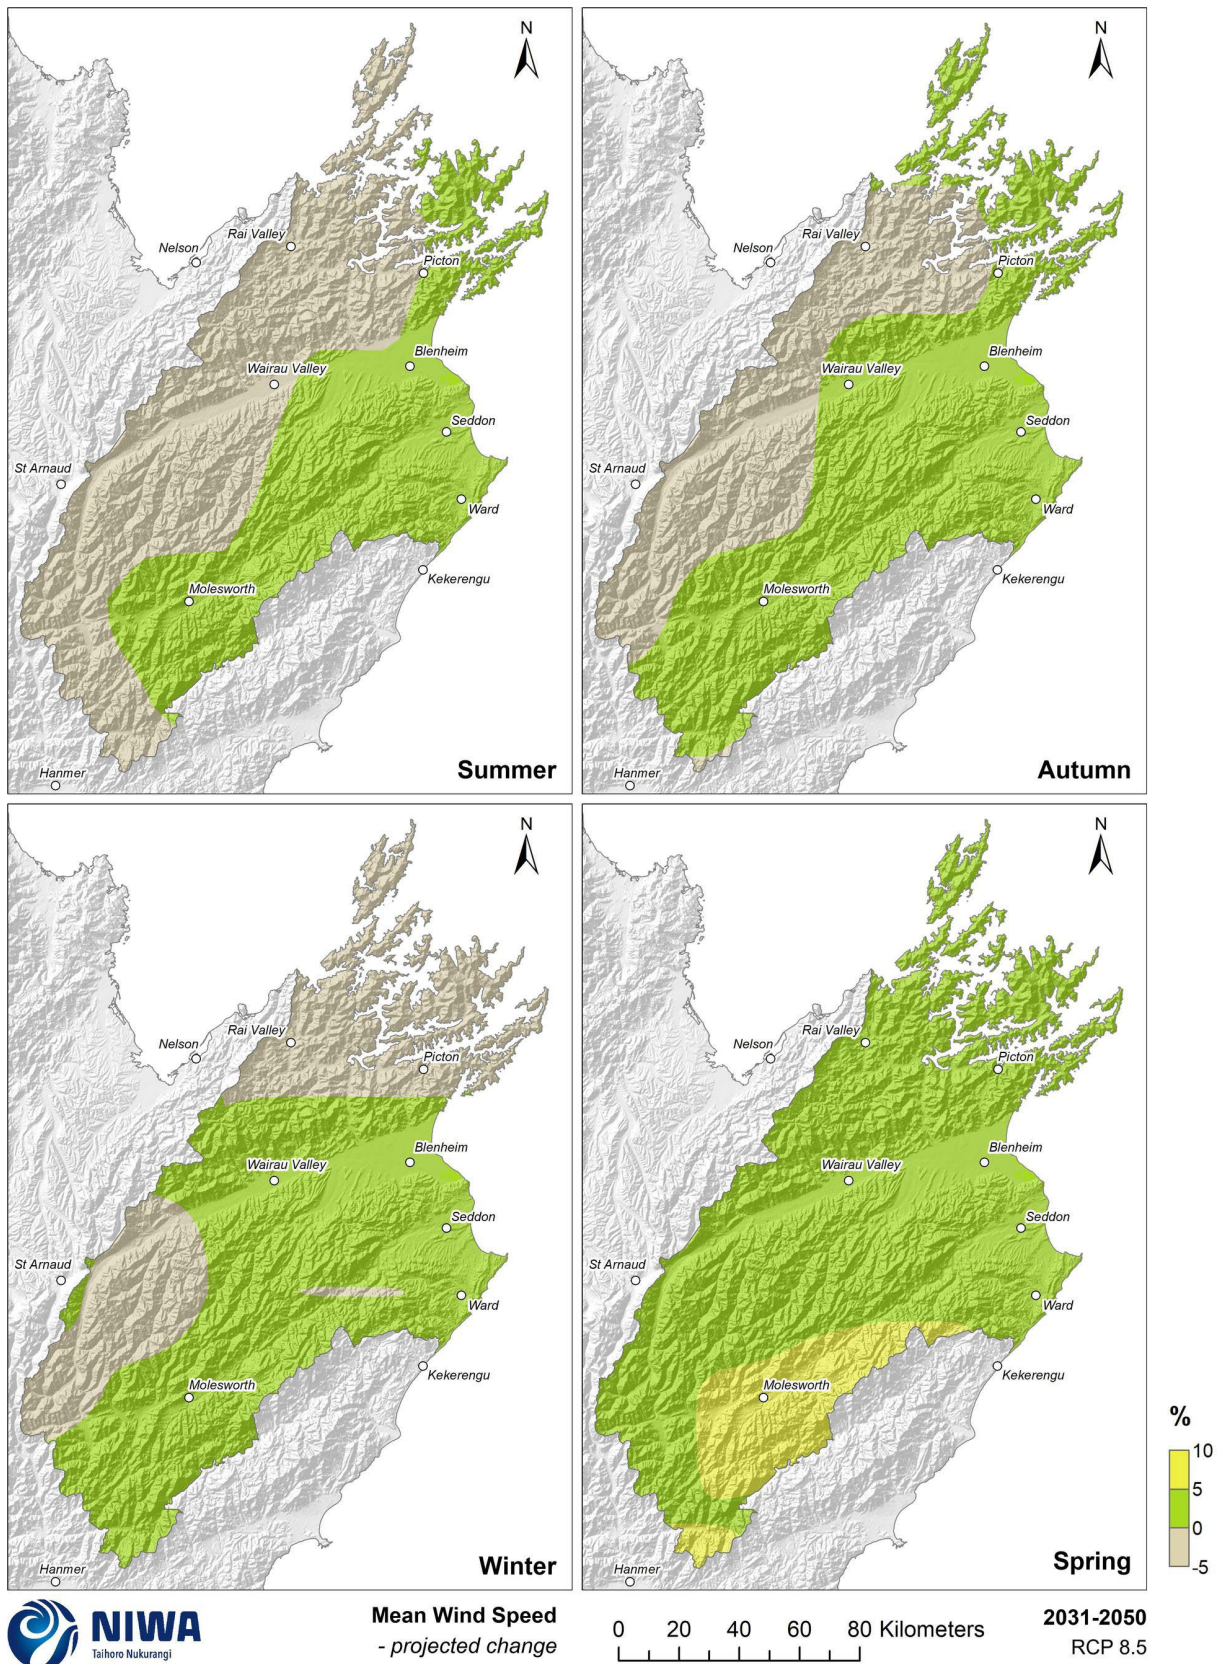 N
Nelson
Rai Valley
Picton
Blenheim
Wairau Valley
Seddon
St Arnaud
Ward
Kekerengu
Molesworth
Hanmer
Summer
N
Nelson
Rai Valley
Picton
Blenheim
Wairau Valley
Seddon
St Arnaud
Ward
Kekerengu
Molesworth
Hanmer
Autumn
N
Nelson
Rai Valley
Picton
Blenheim
Wairau Valley
Seddon
St Arnaud
Ward
Kekerengu
Molesworth
Hanmer
Winter
N
Nelson
Rai Valley
Picton
Blenheim
Wairau Valley
Seddon
St Arnaud
Ward
Kekerengu
Molesworth
Hanmer
Spring
%
10
5
0
-5
NIWA
Taihoro Nukurangi
Mean Wind Speed
- projected change
0 20 40 60 80 Kilometers
2031-2050
RCP 8.5